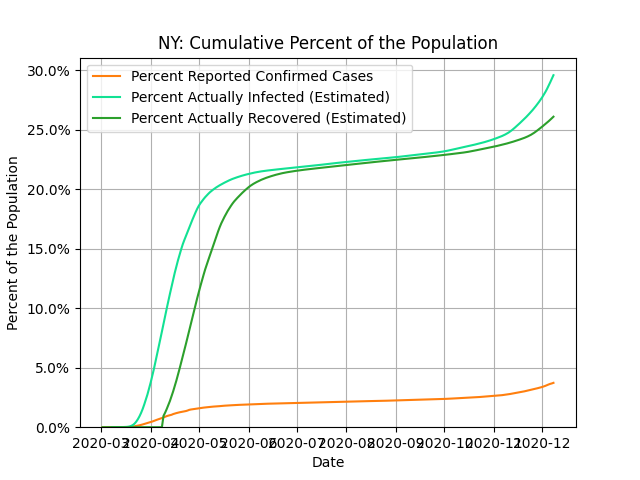 NY: Cumulative Percent of the Population
Percent Reported Confirmed Cases
Percent Actually Infected (Estimated)
Percent Actually Recovered (Estimated)
30.0%
25.0%
20.0%
15.0%
10.0%
5.0%
0.0%
Percent of the Population
2020-03 2020-04 2020-05 2020-06 2020-07 2020-08 2020-09 2020-10 2020-11 2020-12
Date